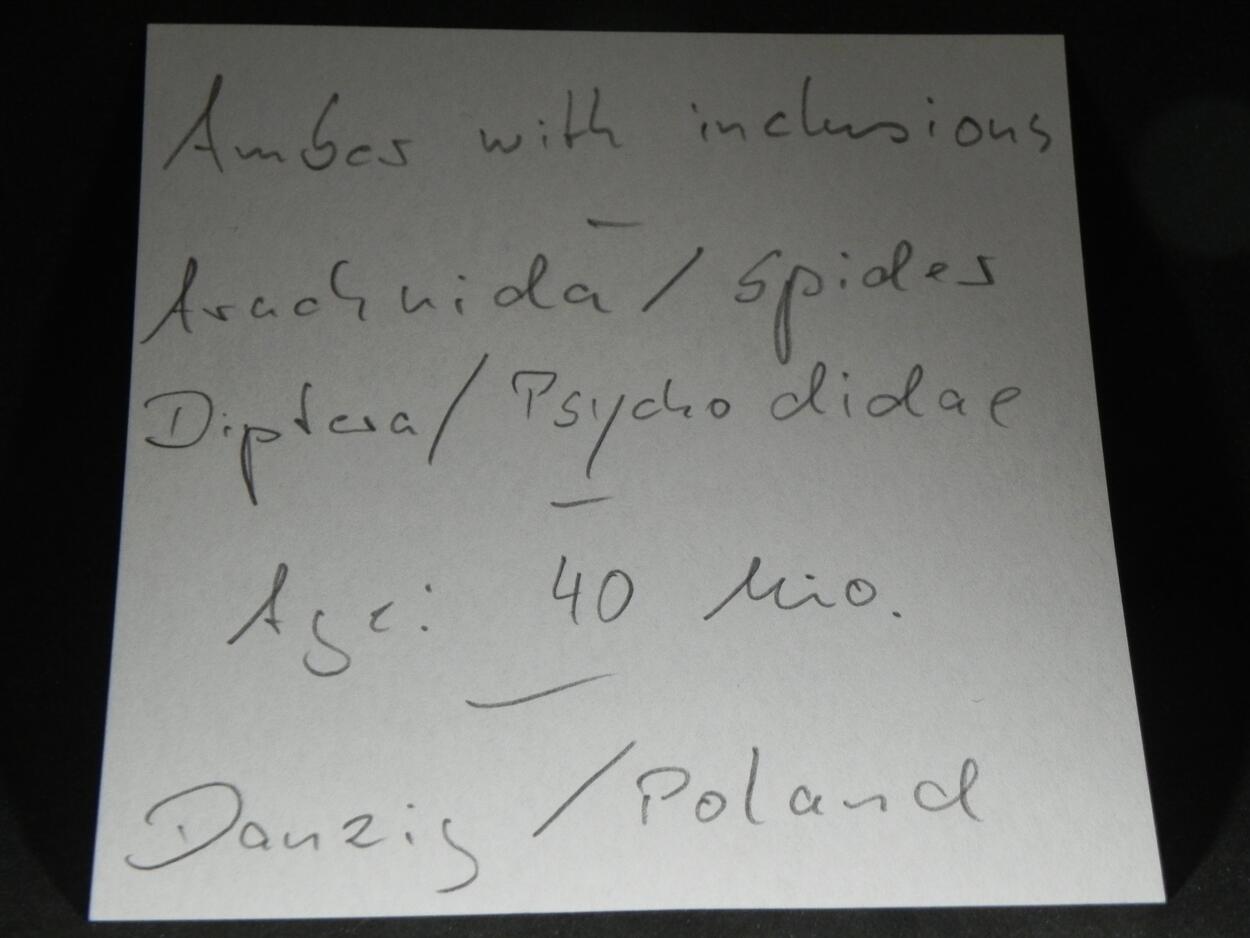 Amber with inclusions
–
Arachnida / Spider
Diptera / Psychodidae
–
Age: 40 Mio.
–
Danzig / Poland